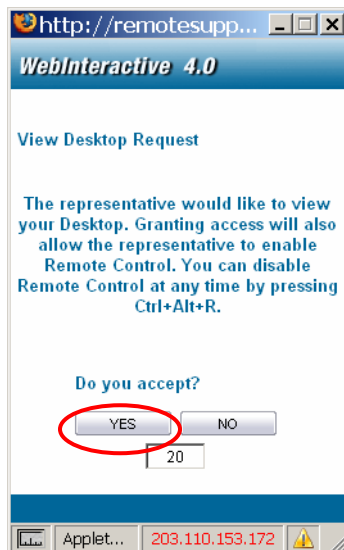 http://remotesupp...
WebInteractive 4.0
View Desktop Request
The representative would like to view
your Desktop. Granting access will also
allow the representative to enable
Remote Control. You can disable
Remote Control at any time by pressing
Ctrl+Alt+R.
Do you accept?
YES NO
20
Applet... 203.110.153.172